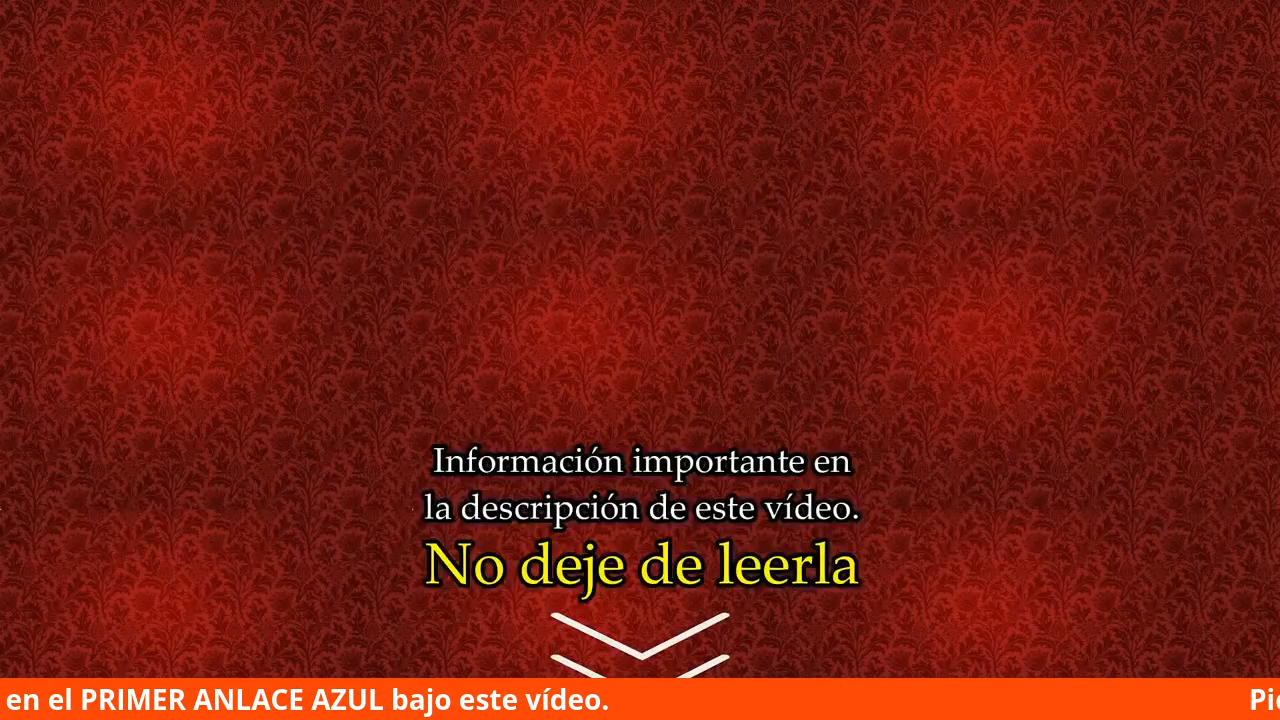 Información importante en
la descripción de este vídeo.
No deje de leerla
en el PRIMER ANLACE AZUL bajo este vídeo.